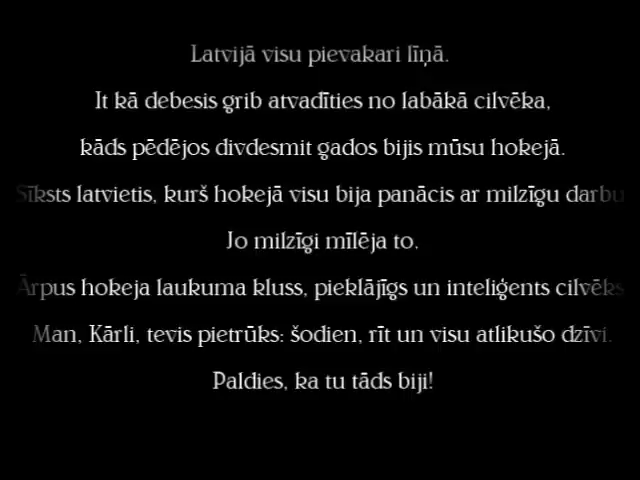 Latvijā visu pievakari līņā.
It kā debesis grib atvadīties no labākā cilvēka,
kāds pēdējos divdesmit gados bijis mūsu hokejā.
Sīksts latvietis, kurš hokejā visu bija panācis ar milzīgu darbu
Jo milzīgi mīlēja to.
Ārpus hokeja laukuma kluss, pieklājīgs un inteliģents cilvēks
Man, Kārli, tevis pietrūks: šodien, rīt un visu atlikušo dzīvi.
Paldies, ka tu tāds biji!